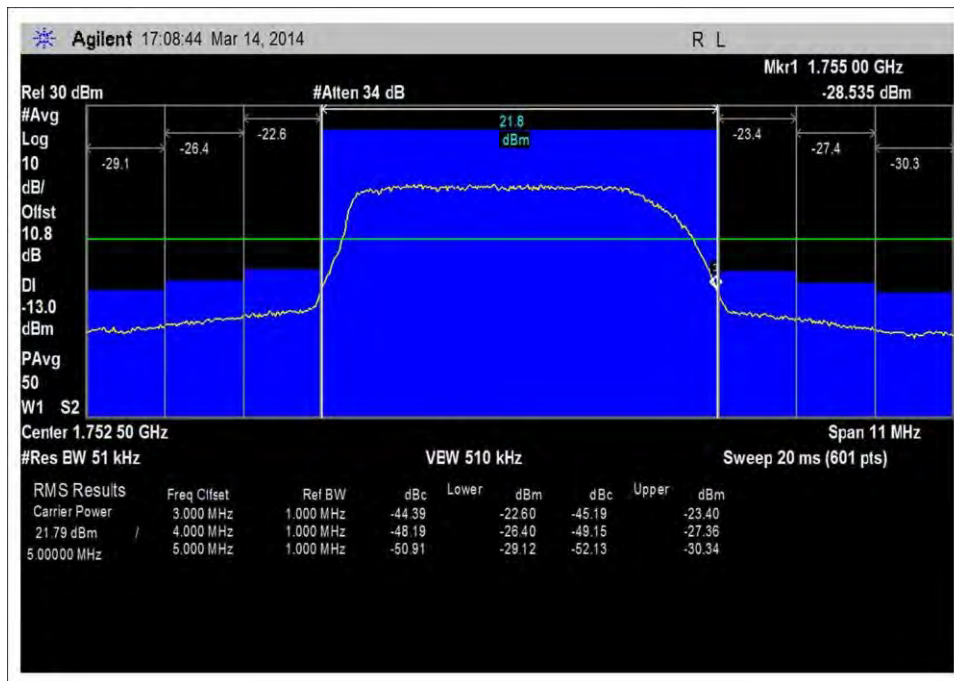 Agilent 17:08:44 Mar 14, 2014 R L
Mkr1 1.755 00 GHz
Ref 30 dBm #Atten 34 dB -28.535 dBm
#Avg
Log
10
dB/
Offst
10.8
dB
DI
-13.0
dBm
PAvg
50
W1 S2
-29.1 -26.4 -22.6 21.8 -23.4 -27.4 -30.3
dBm
Center 1.752 50 GHz Span 11 MHz
#Res BW 51 kHz VBW 510 kHz Sweep 20 ms (601 pts)
RMS Results Freq Offset Ref BW dBc Lower dBm dBc Upper dBm
Carrier Power 3.000 MHz 1.000 MHz -44.39 -22.60 -45.19 -23.40
21.79 dBm / 4.000 MHz 1.000 MHz -48.19 -26.40 -49.15 -27.36
5.00000 MHz 5.000 MHz 1.000 MHz -50.91 -29.12 -52.13 -30.34